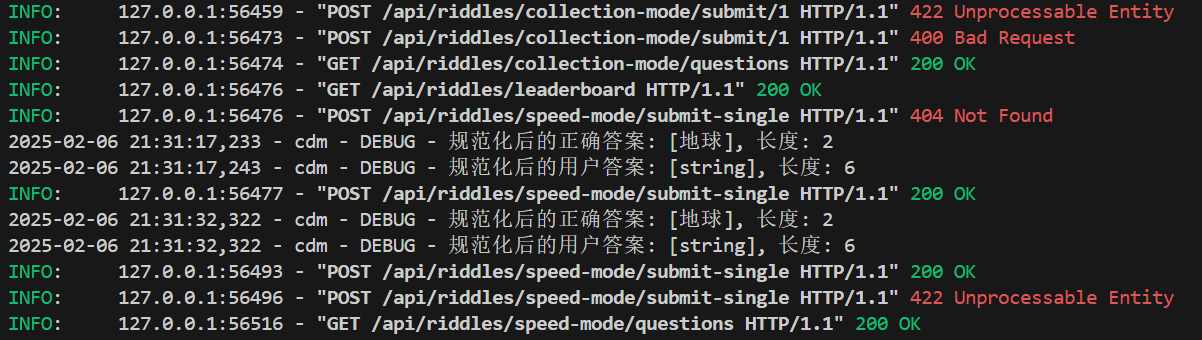 INFO:     127.0.0.1:56459 - "POST /api/riddles/collection-mode/submit/1 HTTP/1.1" 422 Unprocessable Entity
INFO:     127.0.0.1:56473 - "POST /api/riddles/collection-mode/submit/1 HTTP/1.1" 400 Bad Request
INFO:     127.0.0.1:56474 - "GET /api/riddles/collection-mode/questions HTTP/1.1" 200 OK
INFO:     127.0.0.1:56476 - "GET /api/riddles/leaderboard HTTP/1.1" 200 OK
INFO:     127.0.0.1:56476 - "POST /api/riddles/speed-mode/submit-single HTTP/1.1" 404 Not Found
2025-02-06 21:31:17,233 - cdm - DEBUG - 规范化后的正确答案: [地球], 长度: 2
2025-02-06 21:31:17,243 - cdm - DEBUG - 规范化后的用户答案: [string], 长度: 6
INFO:     127.0.0.1:56477 - "POST /api/riddles/speed-mode/submit-single HTTP/1.1" 200 OK
2025-02-06 21:31:32,322 - cdm - DEBUG - 规范化后的正确答案: [地球], 长度: 2
2025-02-06 21:31:32,322 - cdm - DEBUG - 规范化后的用户答案: [string], 长度: 6
INFO:     127.0.0.1:56493 - "POST /api/riddles/speed-mode/submit-single HTTP/1.1" 200 OK
INFO:     127.0.0.1:56496 - "POST /api/riddles/speed-mode/submit-single HTTP/1.1" 422 Unprocessable Entity
INFO:     127.0.0.1:56516 - "GET /api/riddles/speed-mode/questions HTTP/1.1" 200 OK